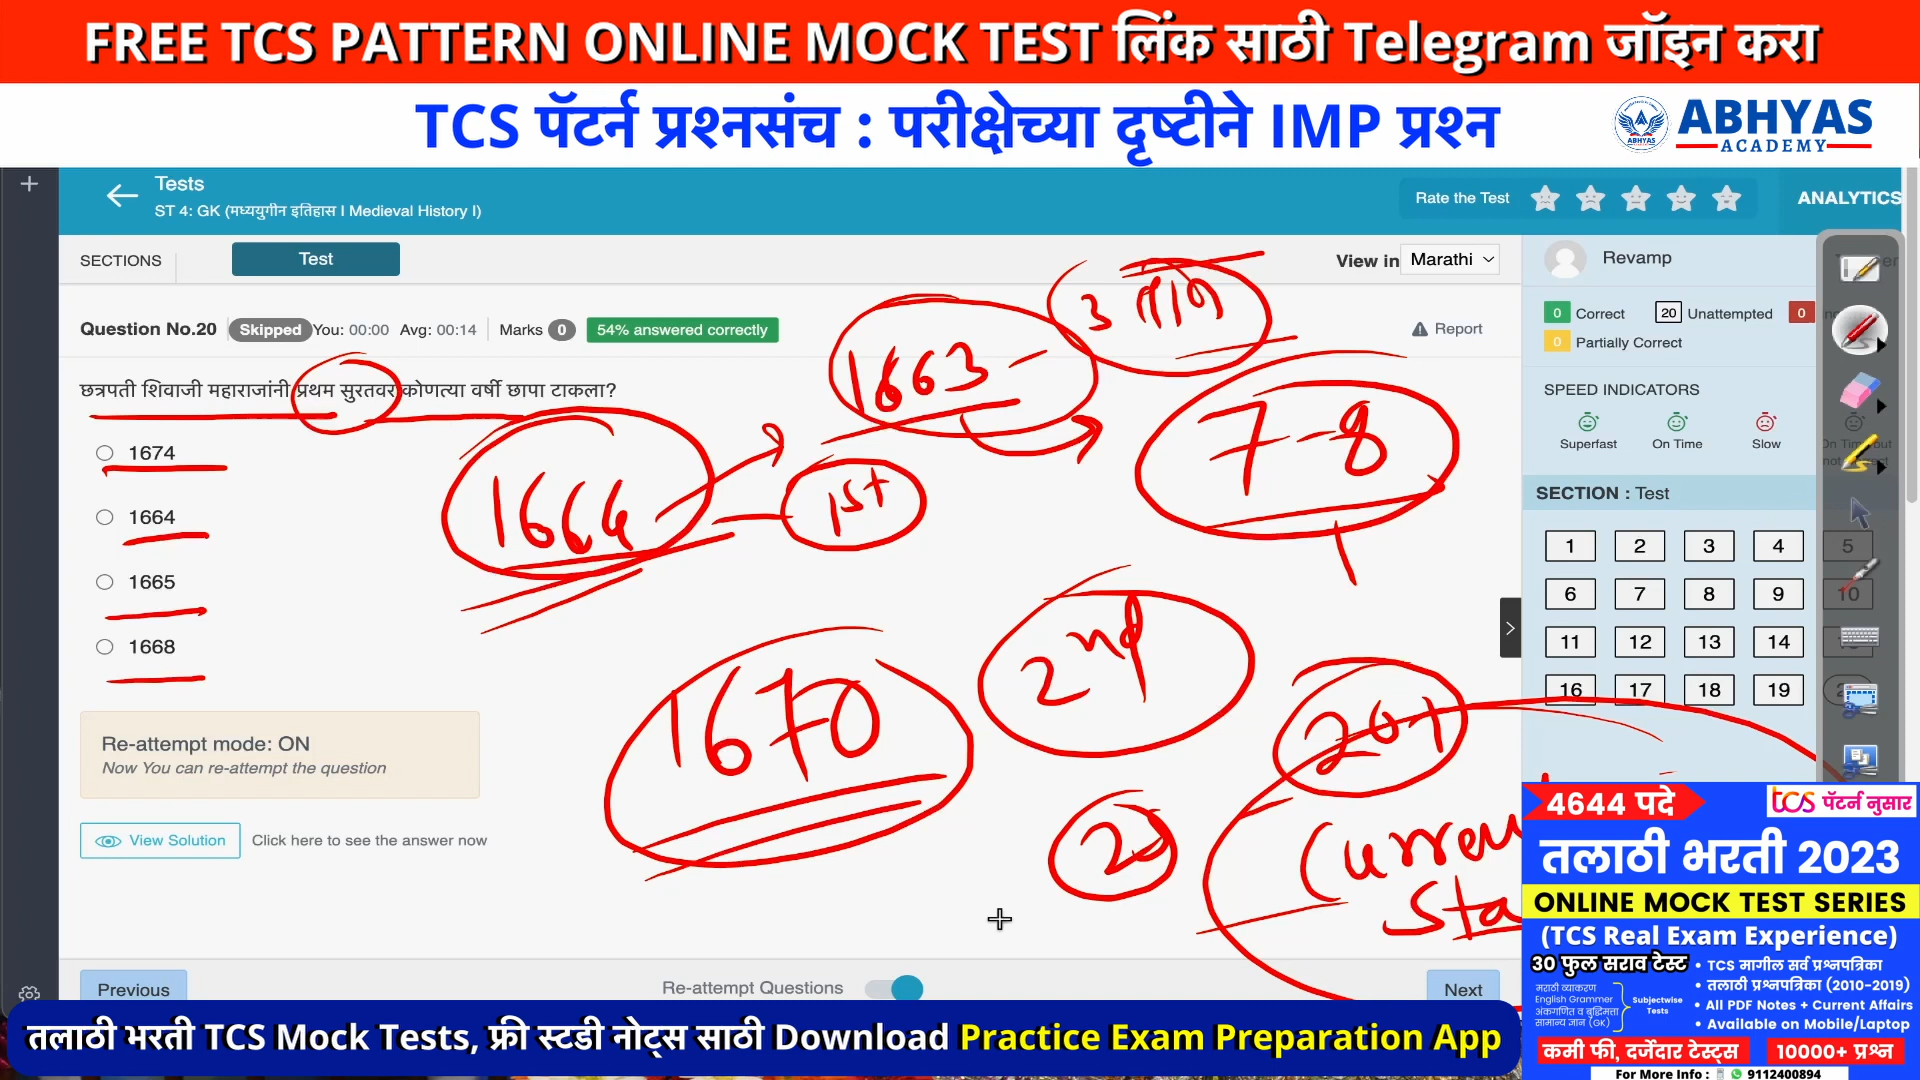 FREE TCS PATTERN ONLINE MOCK TEST लिंक साठी Telegram जॉइन करा
TCS पॅटर्न प्रश्नसंच : परीक्षेच्या दृष्टीने IMP प्रश्न
ABHYAS
ACADEMY
Tests
ST 4: GK (मध्ययुगीन इतिहास I Medieval History I)
Rate the Test
ANALYTICS
SECTIONS
Test
View in
Marathi
Question No.20
Skipped
You: 00:00
Avg: 00:14
Marks 0
54% answered correctly
Report
छत्रपती शिवाजी महाराजांनी प्रथम सुरतवर कोणत्या वर्षी छापा टाकला?
1674
1664
1665
1668
1663
3
7-8
1664
1st
1670
2nd
Re-attempt mode: ON
Now You can re-attempt the question
View Solution
Click here to see the answer now
Previous
Re-attempt Questions
Next
Revamp
0 Correct
20 Unattempted
0
0 Partially Correct
SPEED INDICATORS
Superfast
On Time
Slow
SECTION : Test
1 2 3 4 5
6 7 8 9 10
11 12 13 14
16 17 18 19
4644 पदे
tcs पॅटर्न नुसार
तलाठी भरती 2023
ONLINE MOCK TEST SERIES
(TCS Real Exam Experience)
30 फुल सराव टेस्ट
मराठी व्याकरण
English Grammer
अंकगणित व बुद्धिमत्ता
सामान्य ज्ञान (GK)
Subjectwise
Tests
• TCS मागील सर्व प्रश्नपत्रिका
• तलाठी प्रश्नपत्रिका (2010-2019)
• All PDF Notes + Current Affairs
• Available on Mobile/Laptop
कमी फी, दर्जेदार टेस्ट्स
10000+ प्रश्न
For More Info : 9112400894
तलाठी भरती TCS Mock Tests, फ्री स्टडी नोट्स साठी Download Practice Exam Preparation App